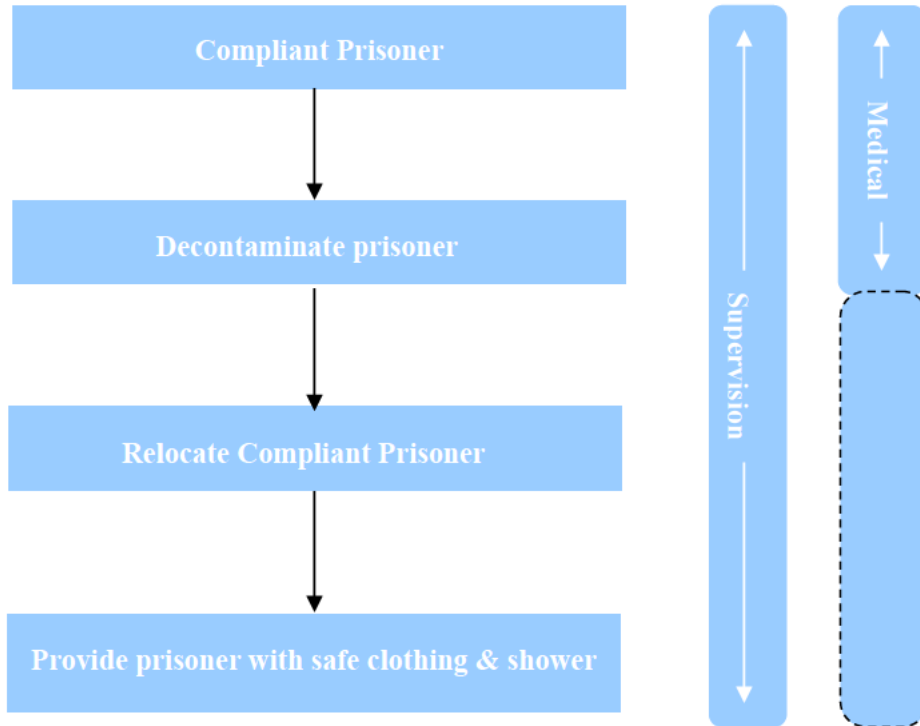 Compliant Prisoner
Decontaminate prisoner
Relocate Compliant Prisoner
Provide prisoner with safe clothing & shower
Supervision
Medical